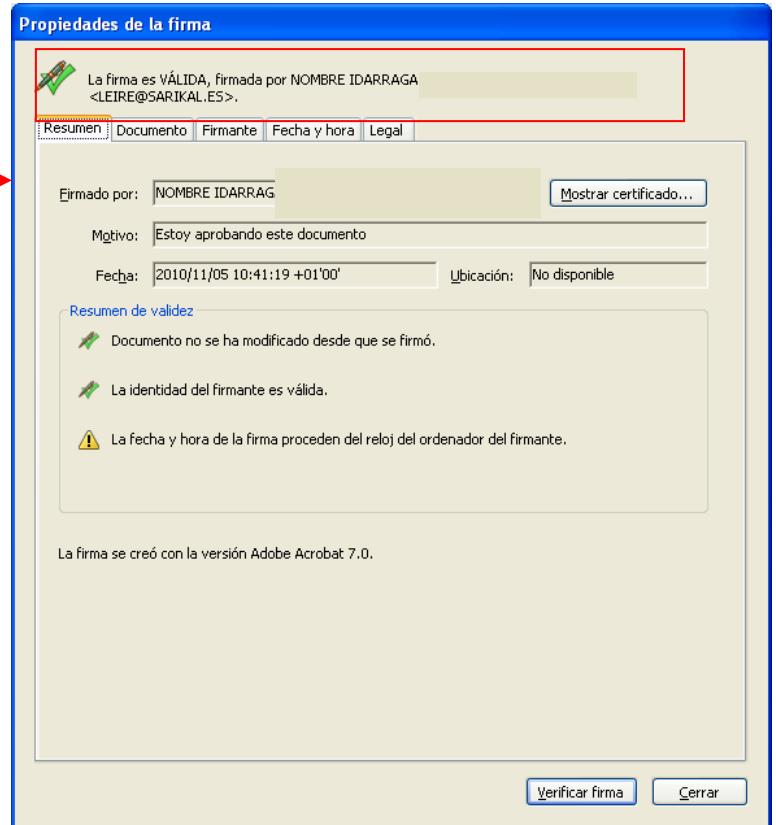 Propiedades de la firma
La firma es VÁLIDA, firmada por NOMBRE IDARRAGA
<LEIRE@SARIKAL.ES>.
Resumen Documento Firmante Fecha y hora Legal
Firmado por: NOMBRE IDARRAG Mostrar certificado...
Motivo: Estoy aprobando este documento
Fecha: 2010/11/05 10:41:19 +01'00' Ubicación: No disponible
Resumen de validez
Documento no se ha modificado desde que se firmó.
La identidad del firmante es válida.
La fecha y hora de la firma proceden del reloj del ordenador del firmante.
La firma se creó con la versión Adobe Acrobat 7.0.
Verificar firma Cerrar